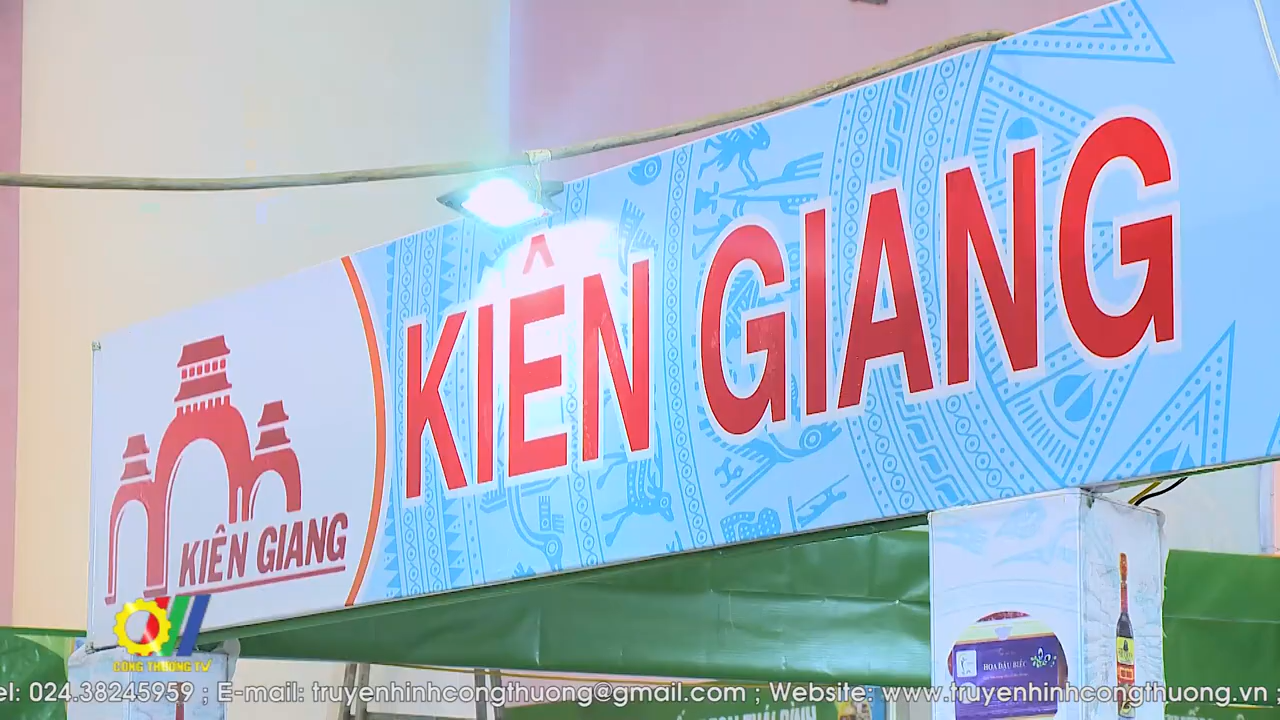 KIÊN GIANG
KIÊN GIANG
HOA ĐẬU BIẾC
CÔNG THƯƠNG TV
el: 024.38245959 ; E-mail: truyenhinhcongthuong@gmail.com ; Website: www.truyenhinhcongthuong.vn ;